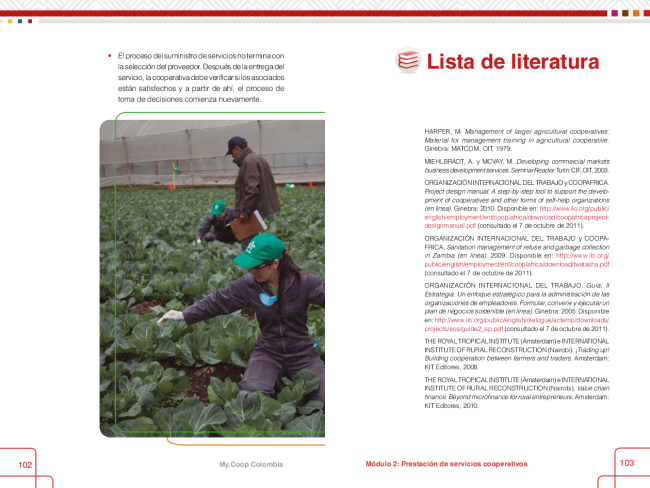 • El proceso del suministro de servicios no termina con
la selección del proveedor. Después de la entrega del
servicio, la cooperativa debe verificar si los asociados
están satisfechos y a partir de ahí, el proceso de
toma de decisiones comienza nuevamente.
102
My.Coop Colombia
Lista de literatura
HARPER, M. Management of larger agricultural cooperatives:
Material for management training in agricultural cooperative.
Ginebra: MATCOM, OIT, 1979.
MIEHLBRADT, A. y MCVAY, M. Developing commercial markets
business development services, Seminar Reader. Turín; CIF, OIT, 2003.
ORGANIZACIÓN INTERNACIONAL DEL TRABAJO y COOPAFRICA.
Project design manual: A step-by-step tool to support the develo-
pment of cooperatives and other forms of self-help organizations
(en línea). Ginebra: 2010. Disponible en: http://www.ilo.org/public/
english/employment/ent/coop/africa/download/coopafricaproject-
designmanual.pdf (consultado el 7 de octubre de 2011).
ORGANIZACIÓN INTERNACIONAL DEL TRABAJO y COOPA-
FRICA. Sanitation management of refuse and garbage collection
in Zambia (en línea). 2009. Disponible en: http://www.ilo.org/
public/english/employment/ent/coop/africa/download/twatasha.pdf
(consultado el 7 de octubre de 2011).
ORGANIZACIÓN INTERNACIONAL DEL TRABAJO. Guía, II
Estrategia: Un enfoque estratégico para la administración de las
organizaciones de empleadores. Formular, convenir y ejecutar un
plan de negocios sostenible (en línea). Ginebra: 2005. Disponible
en: http://www.ilo.org/public/english/dialogue/actemp/downloads/
projects/eos/guide2_sp.pdf (consultado el 7 de octubre de 2011).
THE ROYAL TROPICAL INSTITUTE (Ámsterdam) e INTERNATIONAL
INSTITUTE OF RURAL RECONSTRUCTION (Nairobi). ¡Trading up!
Building cooperation between farmers and traders. Amsterdam:
KIT Editores, 2008.
THE ROYAL TROPICAL INSTITUTE (Ámsterdam) e INTERNATIONAL
INSTITUTE OF RURAL RECONSTRUCTION (Nairobi). Value chain
finance: Beyond microfinance for rural entrepreneurs. Amsterdam:
KIT Editores, 2010.
Módulo 2: Prestación de servicios cooperativos
103